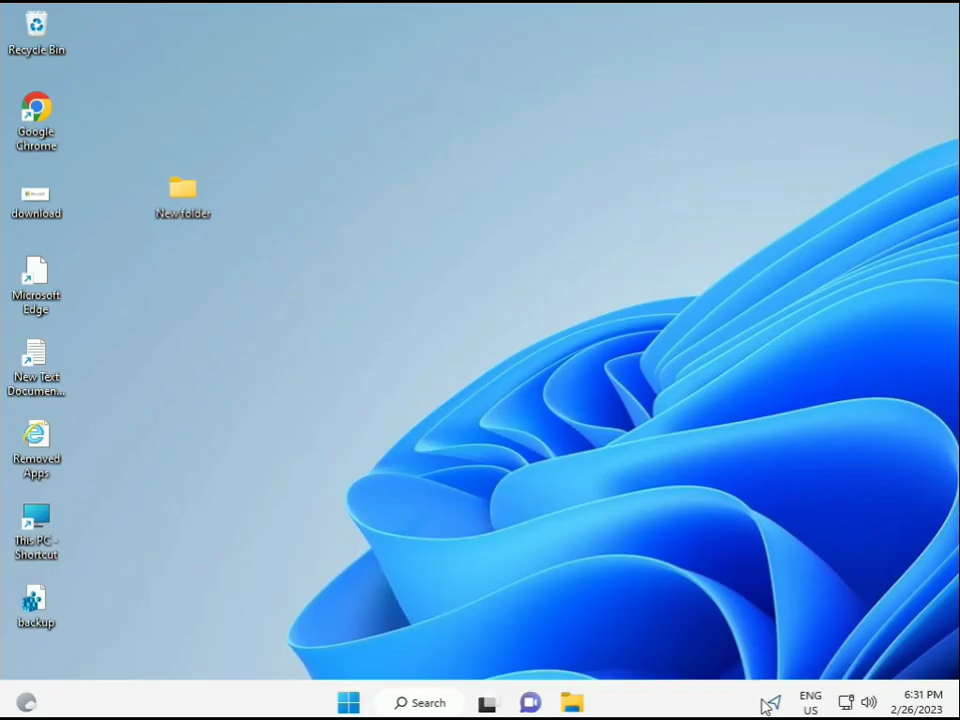 Recycle Bin
Google
Chrome
download
New folder
Microsoft
Edge
New Text
Documen...
Removed
Apps
This PC -
Shortcut
backup
Search
ENG
US
6:31 PM
2/26/2023